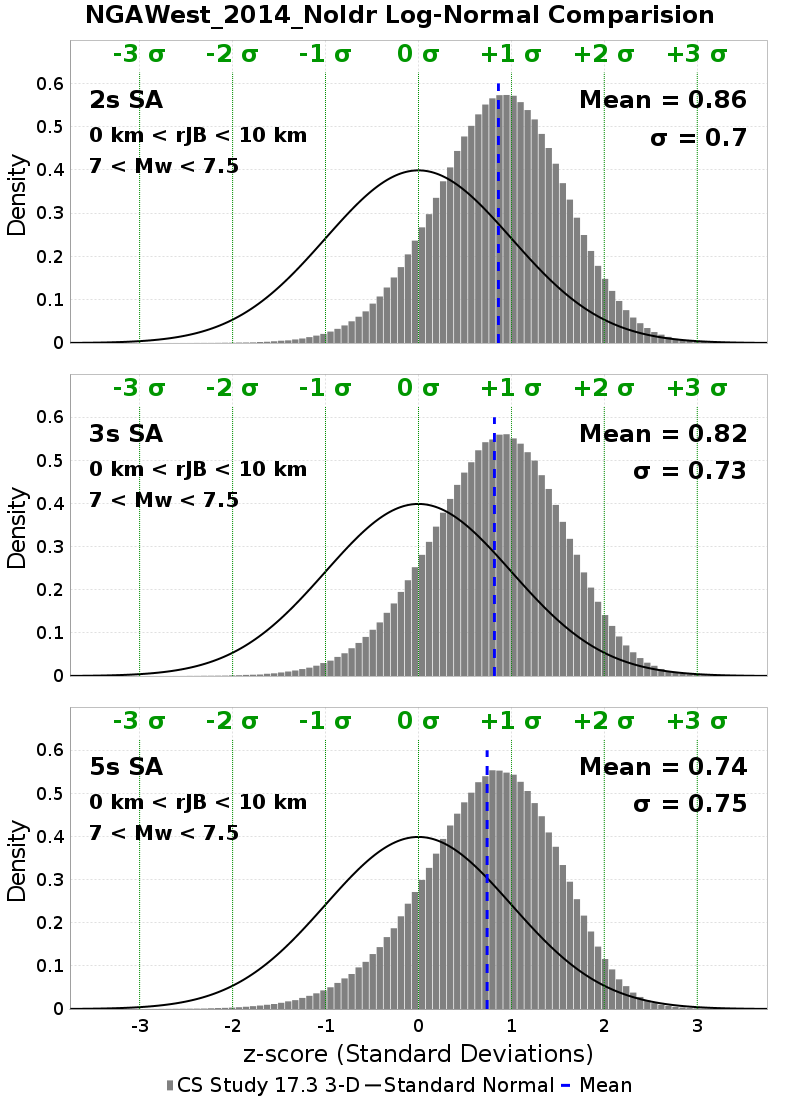 NGAWest_2014_NoIdr Log-Normal Comparision
-3 σ -2 σ -1 σ 0 σ +1 σ +2 σ +3 σ
0.6
0.5
0.4
0.3
0.2
0.1
0
Density
2s SA
0 km < rJB < 10 km
7 < Mw < 7.5
Mean = 0.86
σ = 0.7
-3 σ -2 σ -1 σ 0 σ +1 σ +2 σ +3 σ
0.6
0.5
0.4
0.3
0.2
0.1
0
Density
3s SA
0 km < rJB < 10 km
7 < Mw < 7.5
Mean = 0.82
σ = 0.73
-3 σ -2 σ -1 σ 0 σ +1 σ +2 σ +3 σ
0.6
0.5
0.4
0.3
0.2
0.1
0
Density
5s SA
0 km < rJB < 10 km
7 < Mw < 7.5
Mean = 0.74
σ = 0.75
-3 -2 -1 0 1 2 3
z-score (Standard Deviations)
CS Study 17.3 3-D Standard Normal Mean